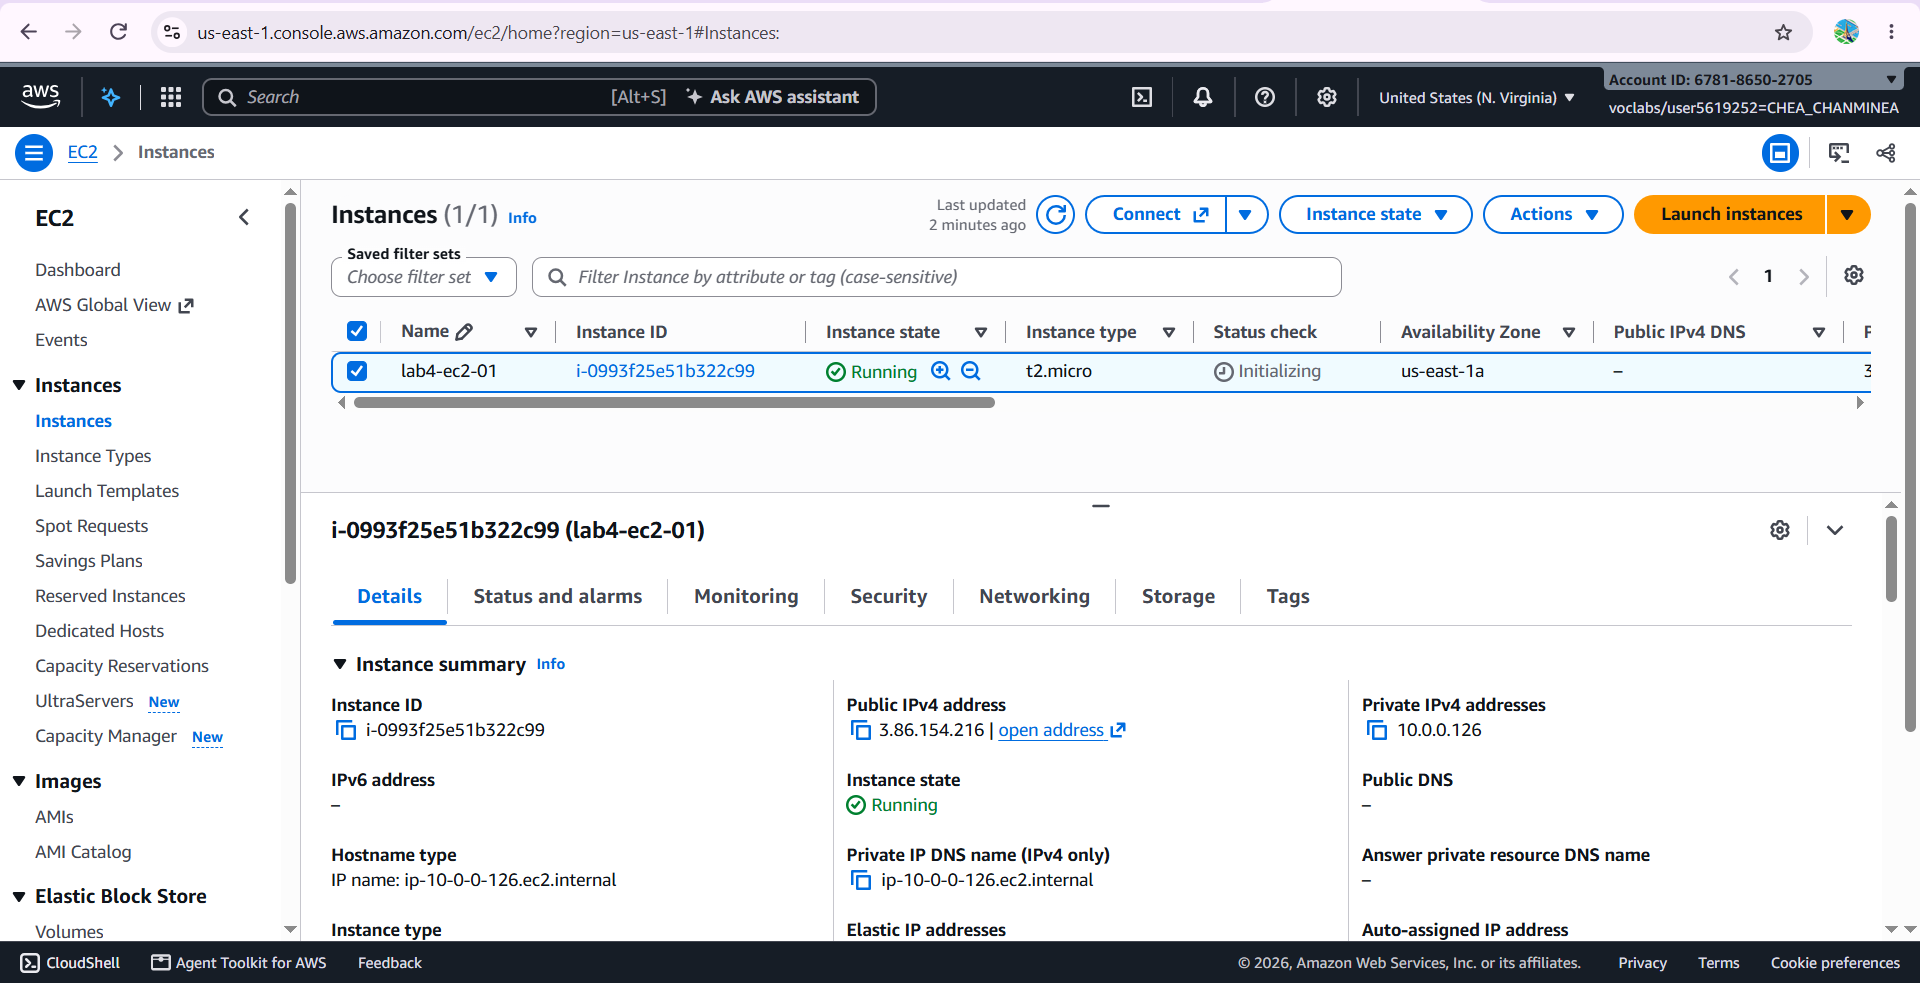 us-east-1.console.aws.amazon.com/ec2/home?region=us-east-1#Instances:
aws
Search [Alt+S] Ask AWS assistant
United States (N. Virginia)
Account ID: 6781-8650-2705
voclabs/user5619252=CHEA_CHANMINEA
EC2 Instances
EC2
Dashboard
AWS Global View
Events
Instances
Instances
Instance Types
Launch Templates
Spot Requests
Savings Plans
Reserved Instances
Dedicated Hosts
Capacity Reservations
UltraServers New
Capacity Manager New
Images
AMIs
AMI Catalog
Elastic Block Store
Volumes
Instances (1/1) Info
Last updated
2 minutes ago
Connect Instance state Actions Launch instances
Saved filter sets
Choose filter set
Filter Instance by attribute or tag (case-sensitive)
1
Name Instance ID Instance state Instance type Status check Availability Zone Public IPv4 DNS
lab4-ec2-01 i-0993f25e51b322c99 Running t2.micro Initializing us-east-1a – 3
i-0993f25e51b322c99 (lab4-ec2-01)
Details Status and alarms Monitoring Security Networking Storage Tags
Instance summary Info
Instance ID
i-0993f25e51b322c99
Public IPv4 address
3.86.154.216 | open address
Private IPv4 addresses
10.0.0.126
IPv6 address
–
Instance state
Running
Public DNS
–
Hostname type
IP name: ip-10-0-0-126.ec2.internal
Private IP DNS name (IPv4 only)
ip-10-0-0-126.ec2.internal
Answer private resource DNS name
–
Instance type
Elastic IP addresses
Auto-assigned IP address
CloudShell Agent Toolkit for AWS Feedback
© 2026, Amazon Web Services, Inc. or its affiliates. Privacy Terms Cookie preferences